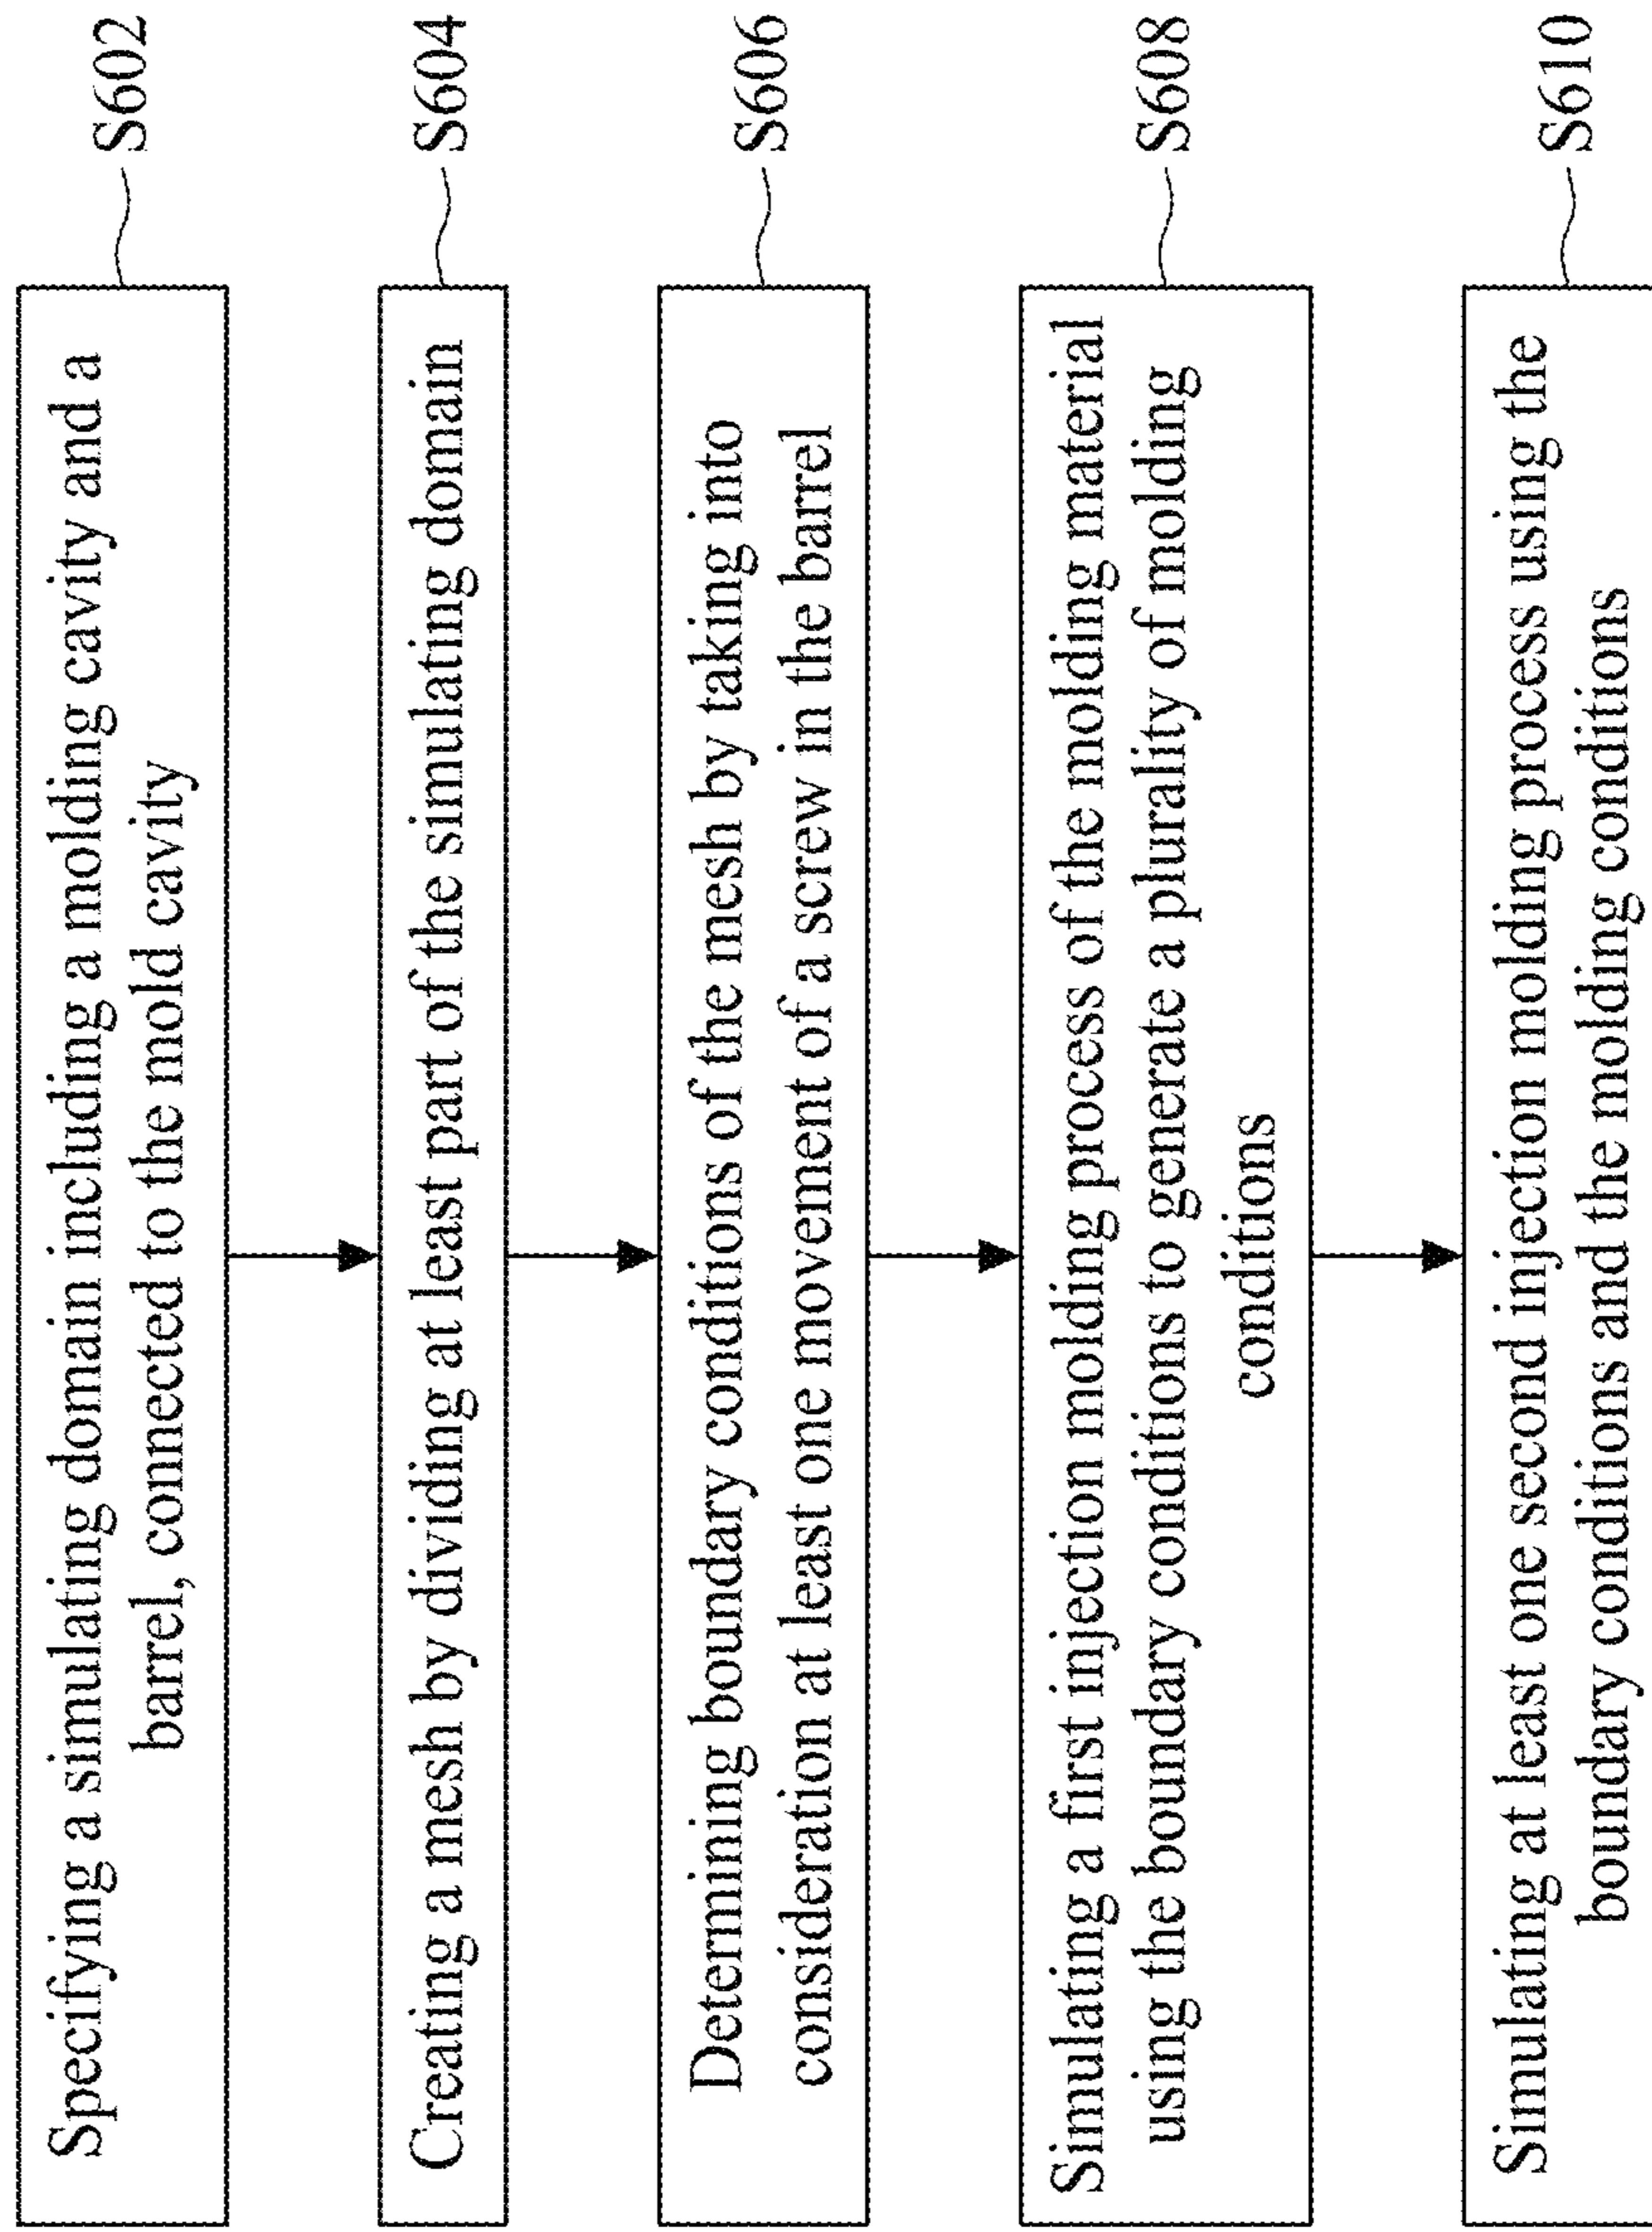 Specifying a simulating domain including a molding cavity and a
barrel, connected to the mold cavity
S602
Creating a mesh by dividing at least part of the simulating domain
S604
Determining boundary conditions of the mesh by taking into
consideration at least one movement of a screw in the barrel
S606
Simulating a first injection molding process of the molding material
using the boundary conditions to generate a plurality of molding
conditions
S608
Simulating at least one second injection molding process using the
boundary conditions and the molding conditions
S610